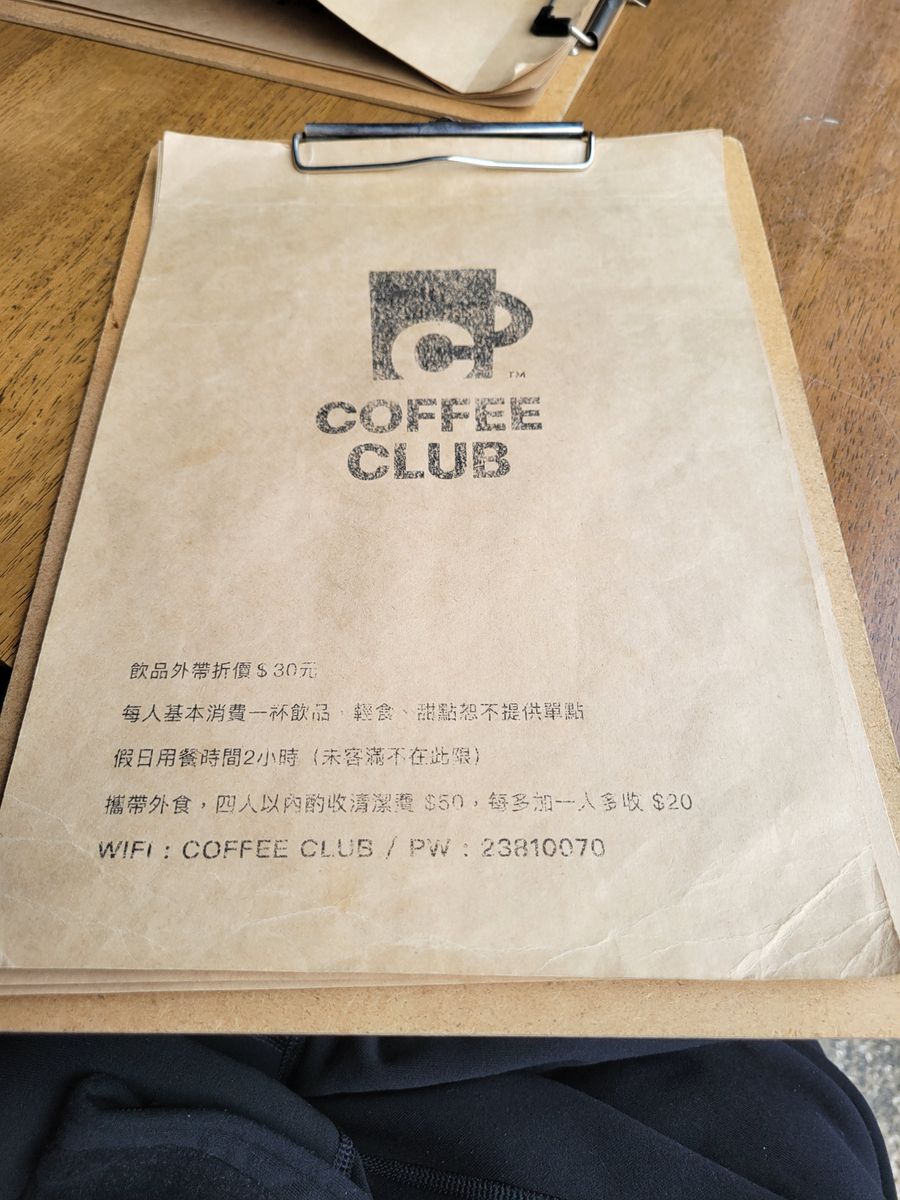 TM
COFFEE
CLUB
飲品外帶折價$30元
每人基本消費一杯飲品，輕食、甜點恕不提供單點
假日用餐時間2小時（未客滿不在此限）
攜帶外食，四人以內酌收清潔費 $50，每多加一人多收 $20
WIFI : COFFEE CLUB / PW : 23810070